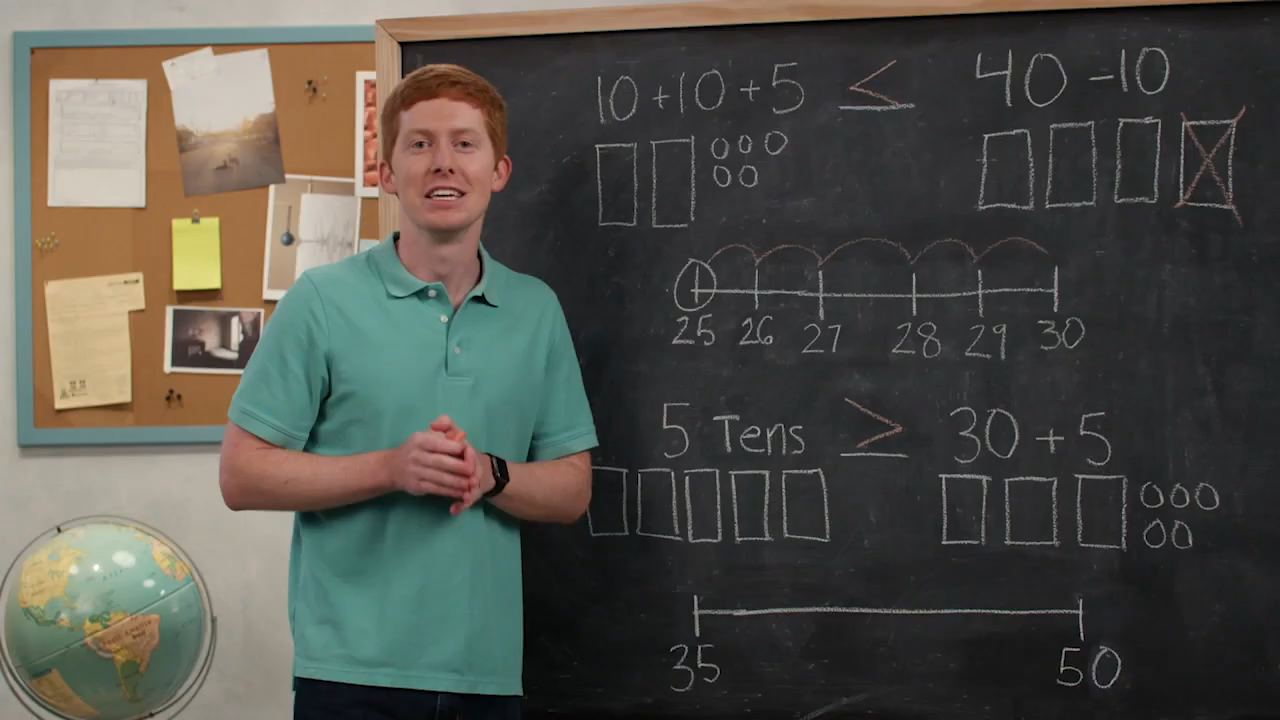 10 + 10 + 5 ≤ 40 - 10
25 26 27 28 29 30
5 Tens ≥ 30 + 5
35 50